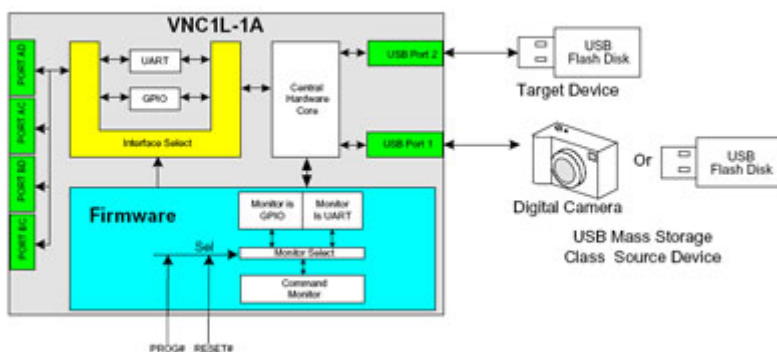 VNC1L-1A
PORT AD
PORT AC
PORT BD
PORT BC
UART
GPIO
Interface Select
Central
Hardware
Core
USB Port 2
USB Port 1
USB
Flash Disk
Target Device
Digital Camera
Or
USB
Flash Disk
USB Mass Storage
Class Source Device
Firmware
Monitor is
GPIO
Monitor
Is UART
Sel
Monitor Select
Command
Monitor
PROG#
RESET#